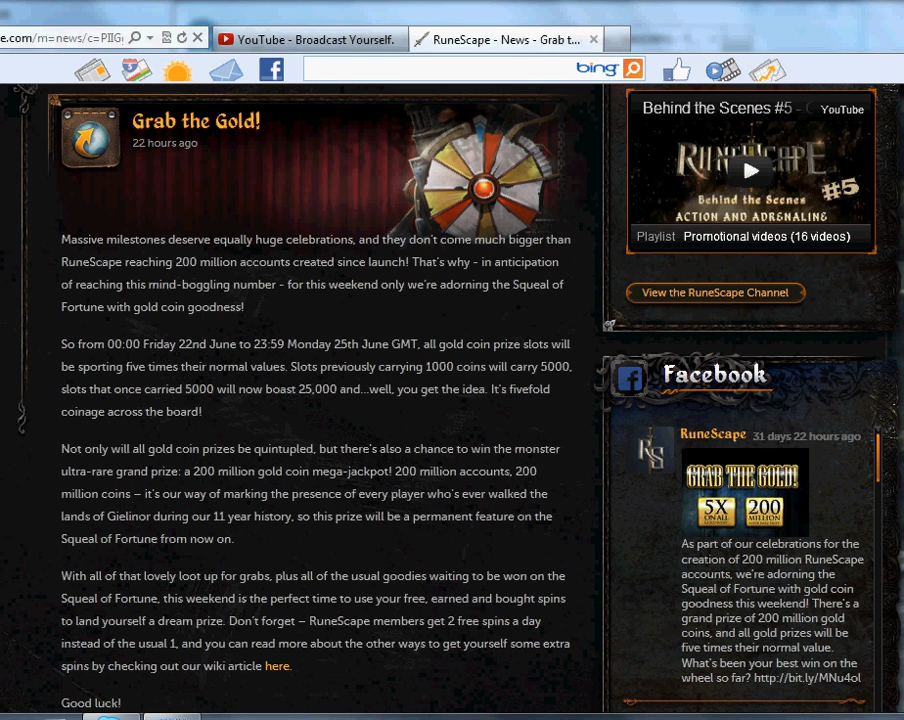 e.com/m=news/c=PIIG
YouTube - Broadcast Yourself.
RuneScape - News - Grab t...
bing
Grab the Gold!
22 hours ago
Massive milestones deserve equally huge celebrations, and they don't come much bigger than
RuneScape reaching 200 million accounts created since launch! That's why - in anticipation
of reaching this mind-boggling number - for this weekend only we're adorning the Squeal of
Fortune with gold coin goodness!
So from 00:00 Friday 22nd June to 23:59 Monday 25th June GMT, all gold coin prize slots will
be sporting five times their normal values. Slots previously carrying 1000 coins will carry 5000,
slots that once carried 5000 will now boast 25,000 and...well, you get the idea. It's fivefold
coinage across the board!
Not only will all gold coin prizes be quintupled, but there's also a chance to win the monster
ultra-rare grand prize: a 200 million gold coin mega-jackpot! 200 million accounts, 200
million coins – it's our way of marking the presence of every player who's ever walked the
lands of Gielinor during our 11 year history, so this prize will be a permanent feature on the
Squeal of Fortune from now on.
With all of that lovely loot up for grabs, plus all of the usual goodies waiting to be won on the
Squeal of Fortune, this weekend is the perfect time to use your free, earned and bought spins
to land yourself a dream prize. Don't forget – RuneScape members get 2 free spins a day
instead of the usual 1, and you can read more about the other ways to get yourself some extra
spins by checking out our wiki article here.
Good luck!
Behind the Scenes #5 -
YouTube
RUNESCAPE
#5
Behind the Scenes
ACTION AND ADRENALINE
Playlist Promotional videos (16 videos)
View the RuneScape Channel
Facebook
RuneScape 31 days 22 hours ago
RS
GRAB THE GOLD!
5X
200
MILLION
As part of our celebrations for the
creation of 200 million RuneScape
accounts, we're adorning the
Squeal of Fortune with gold coin
goodness this weekend! There's a
grand prize of 200 million gold
coins, and all gold prizes will be
five times their normal value.
What's been your best win on the
wheel so far? http://bit.ly/MNu4ol